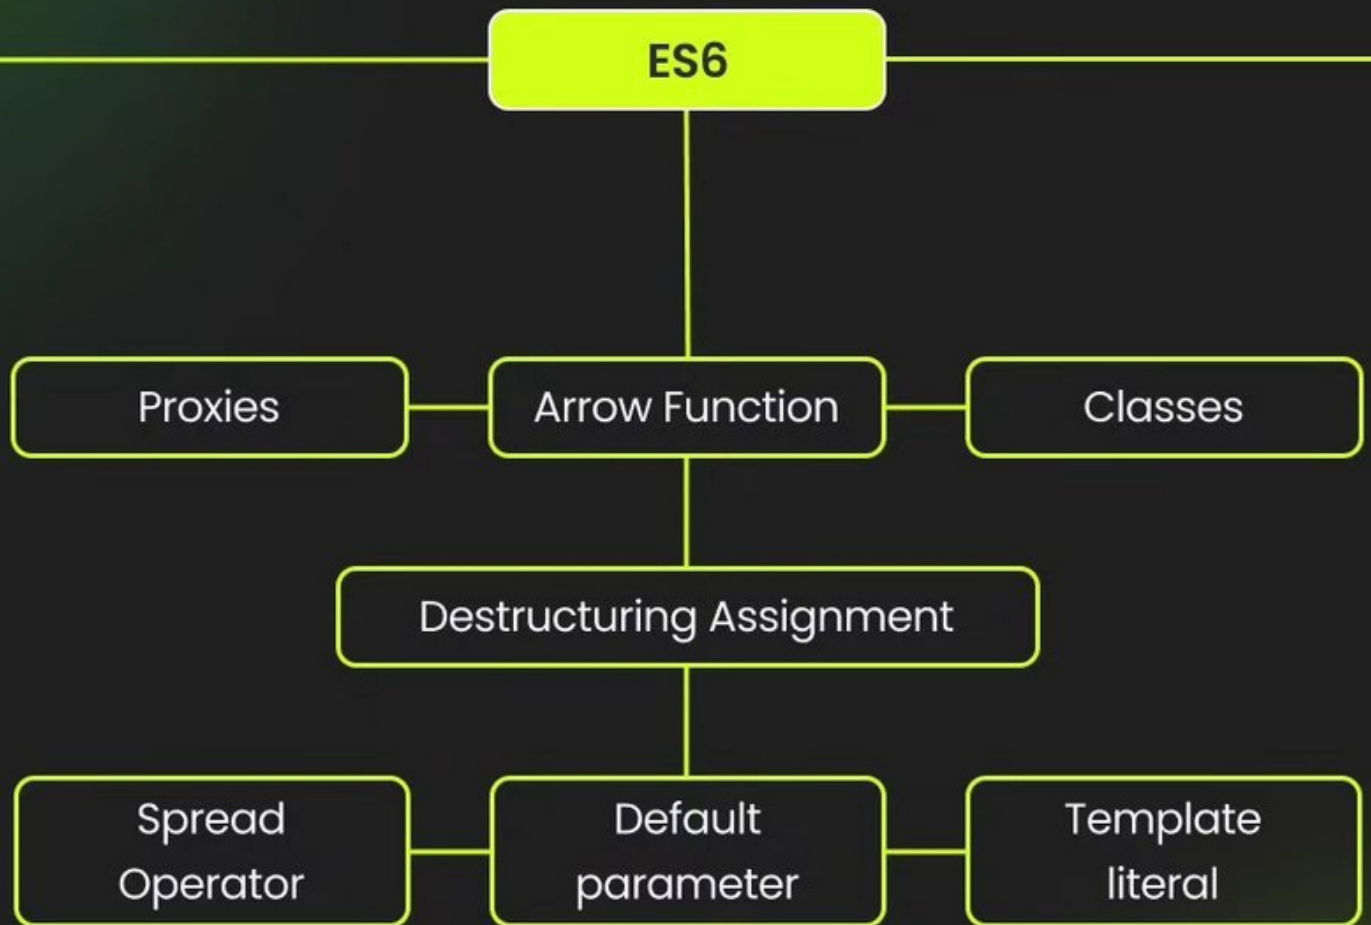 ES6
Proxies
Arrow Function
Classes
Destructuring Assignment
Spread
Operator
Default
parameter
Template
literal